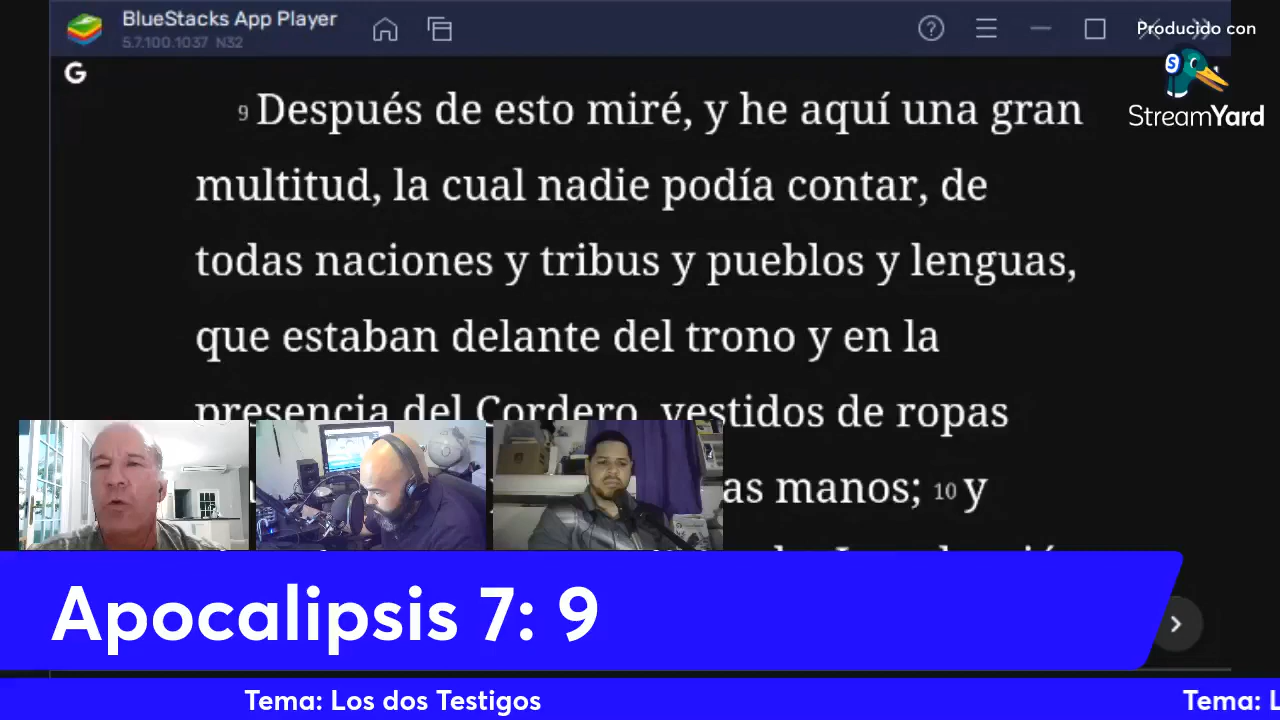 BlueStacks App Player
5.7.100.1037 N32
Producido con
StreamYard
G
9 Después de esto miré, y he aquí una gran
multitud, la cual nadie podía contar, de
todas naciones y tribus y pueblos y lenguas,
que estaban delante del trono y en la
presencia del Cordero, vestidos de ropas
as manos; 10 y
Apocalipsis 7: 9
Tema: Los dos Testigos
Tema: L